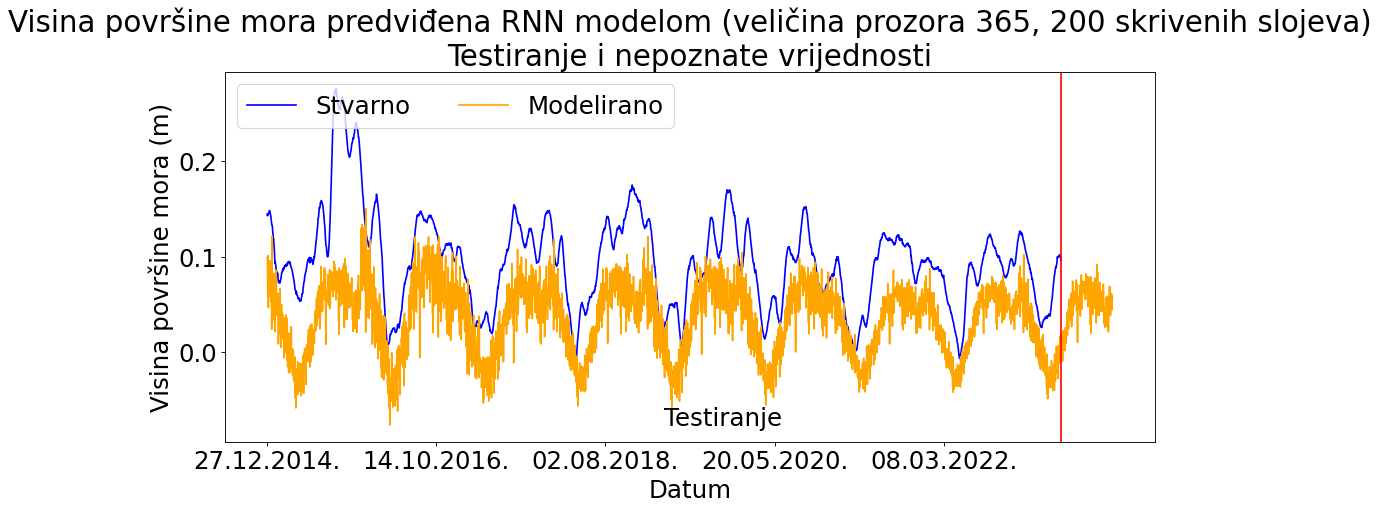 Visina površine mora predviđena RNN modelom (veličina prozora 365, 200 skrivenih slojeva)
Testiranje i nepoznate vrijednosti
Stvarno
Modelirano
Visina površine mora (m)
0.2
0.1
0.0
Testiranje
27.12.2014.
14.10.2016.
02.08.2018.
20.05.2020.
08.03.2022.
Datum